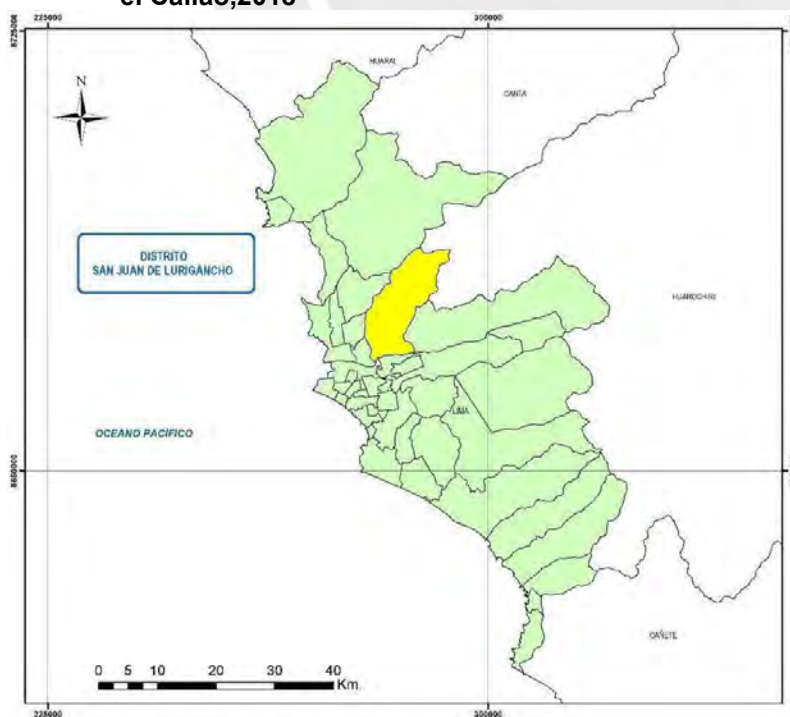 el Callao,2018
225000
300000
8725000
HUARAL
CANTA
N
DISTRITO
SAN JUAN DE LURIGANCHO
HUAROCHIRI
LIMA
OCEANO PACIFICO
8650000
CAÑETE
0 5 10 20 30 40
Km
225000
300000